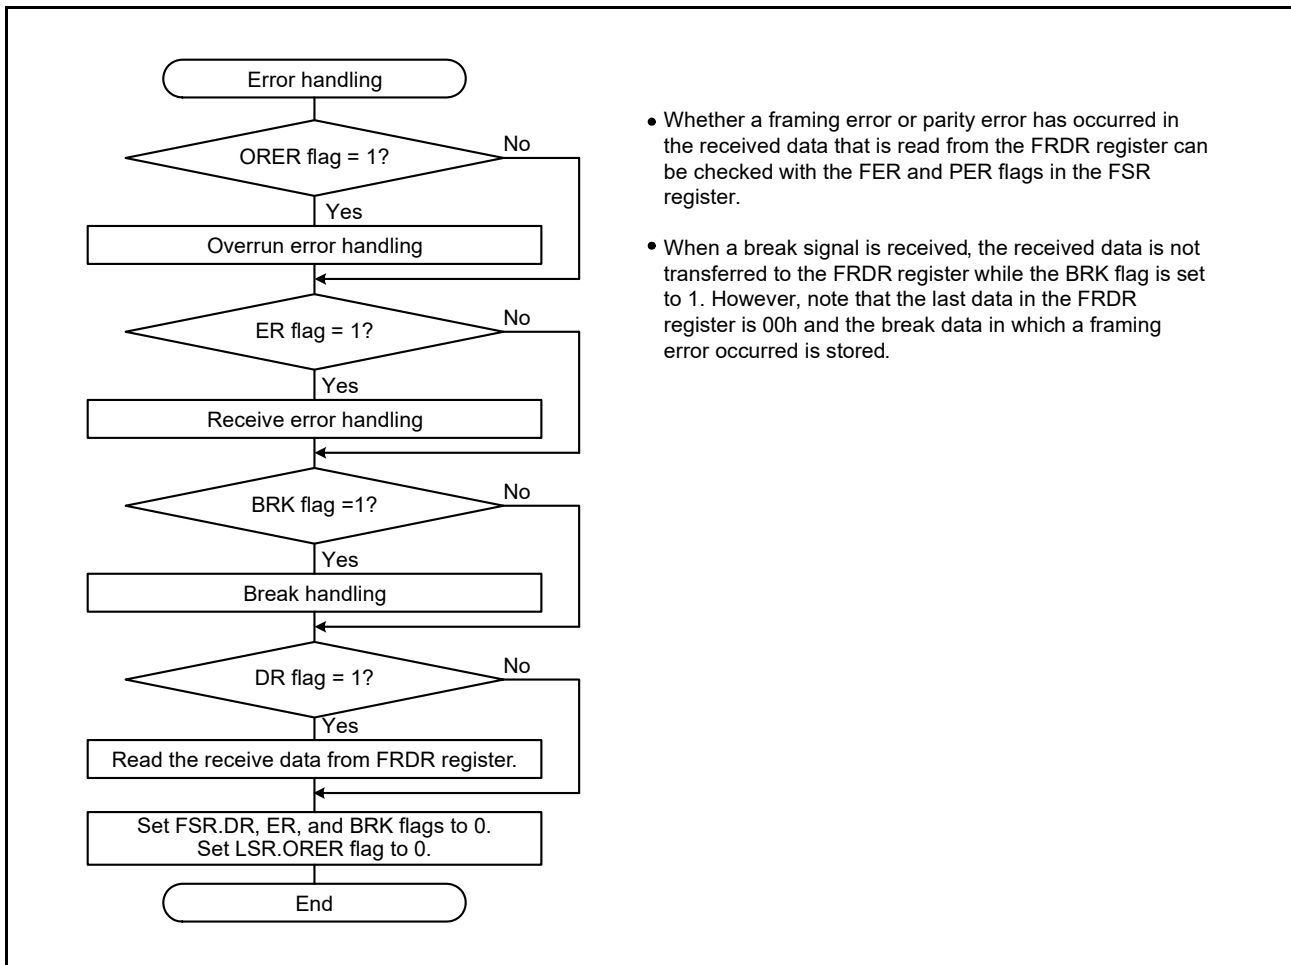 Error handling
ORER flag = 1?
No
Yes
Overrun error handling
ER flag = 1?
No
Yes
Receive error handling
BRK flag =1?
No
Yes
Break handling
DR flag = 1?
No
Yes
Read the receive data from FRDR register.
Set FSR.DR, ER, and BRK flags to 0.
Set LSR.ORER flag to 0.
End
• Whether a framing error or parity error has occurred in
the received data that is read from the FRDR register can
be checked with the FER and PER flags in the FSR
register.
• When a break signal is received, the received data is not
transferred to the FRDR register while the BRK flag is set
to 1. However, note that the last data in the FRDR
register is 00h and the break data in which a framing
error occurred is stored.